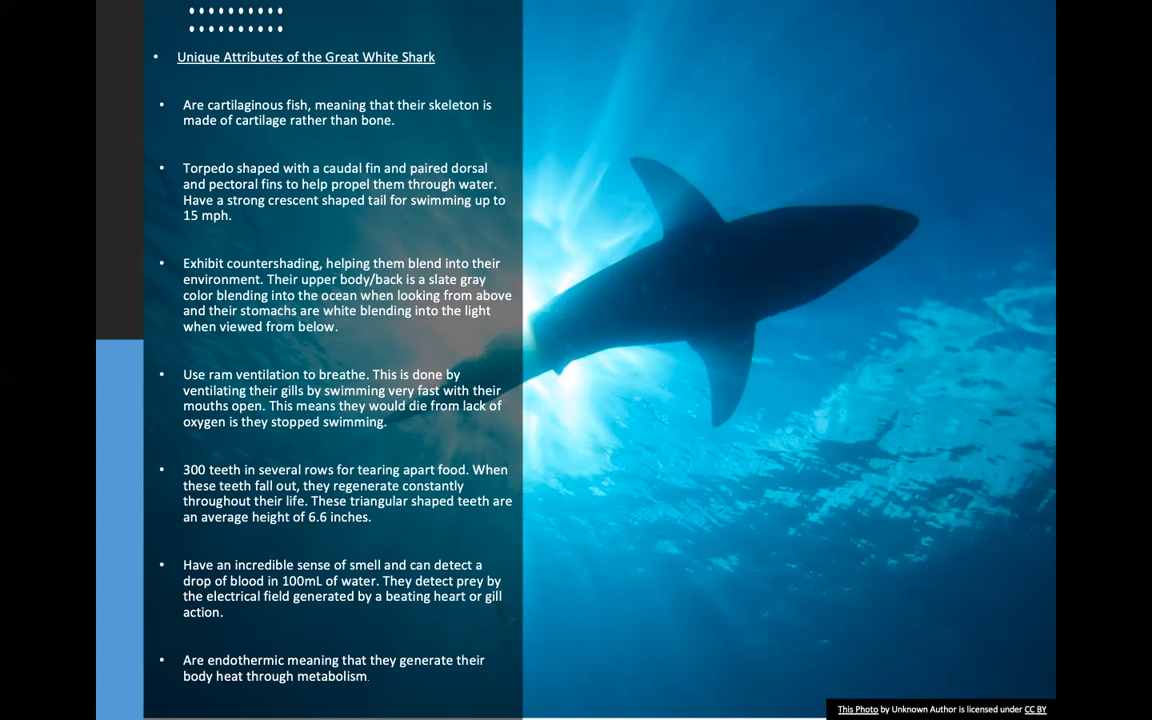 Unique Attributes of the Great White Shark
Are cartilaginous fish, meaning that their skeleton is
made of cartilage rather than bone.
Torpedo shaped with a caudal fin and paired dorsal
and pectoral fins to help propel them through water.
Have a strong crescent shaped tail for swimming up to
15 mph.
Exhibit countershading, helping them blend into their
environment. Their upper body/back is a slate gray
color blending into the ocean when looking from above
and their stomachs are white blending into the light
when viewed from below.
Use ram ventilation to breathe. This is done by
ventilating their gills by swimming very fast with their
mouths open. This means they would die from lack of
oxygen is they stopped swimming.
300 teeth in several rows for tearing apart food. When
these teeth fall out, they regenerate constantly
throughout their life. These triangular shaped teeth are
an average height of 6.6 inches.
Have an incredible sense of smell and can detect a
drop of blood in 100mL of water. They detect prey by
the electrical field generated by a beating heart or gill
action.
Are endothermic meaning that they generate their
body heat through metabolism.
This Photo by Unknown Author is licensed under CC BY